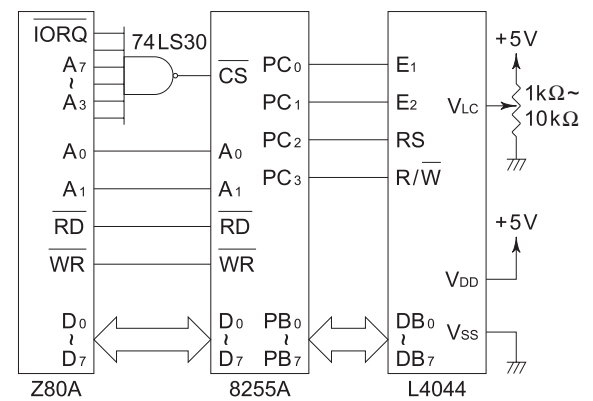 IORQ
A7
~
A3
A0
A1
RD
WR
D0
~
D7
Z80A
74LS30
CS
A0
A1
RD
WR
D0
~
D7
PC0
PC1
PC2
PC3
PB0
~
PB7
8255A
E1
E2
RS
R/W
DB0
~
DB7
VLC
VDD
VSS
L4044
+5V
1kΩ~
10kΩ
+5V